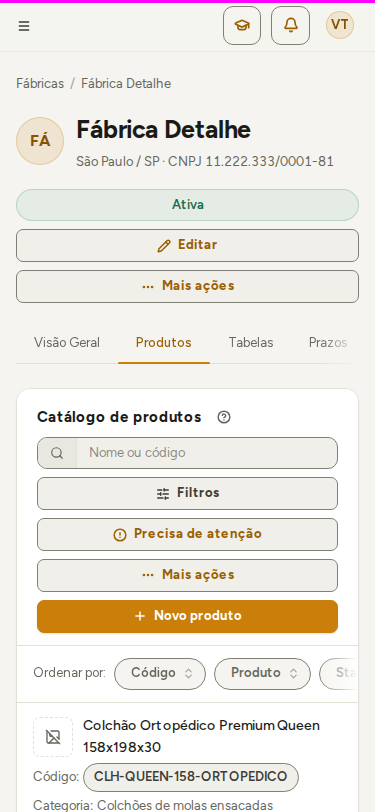 VT
Fábricas / Fábrica Detalhe
FÁ
Fábrica Detalhe
São Paulo / SP · CNPJ 11.222.333/0001-81
Ativa
Editar
Mais ações
Visão Geral Produtos Tabelas Prazos
Catálogo de produtos
Nome ou código
Filtros
Precisa de atenção
Mais ações
Novo produto
Ordenar por: Código Produto Sta
Colchão Ortopédico Premium Queen
158x198x30
Código: CLH-QUEEN-158-ORTOPEDICO
Categoria: Colchões de molas ensacadas